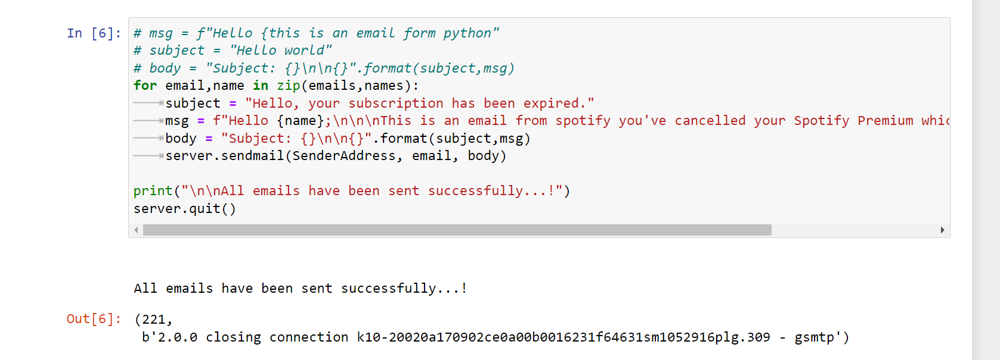 In [6]:
# msg = f"Hello {this is an email form python"
# subject = "Hello world"
# body = "Subject: {}\n\n{}".format(subject,msg)
for email,name in zip(emails,names):
subject = "Hello, your subscription has been expired."
msg = f"Hello {name};\n\n\nThis is an email from spotify you've cancelled your Spotify Premium
body = "Subject: {}\n\n{}".format(subject,msg)
server.sendmail(SenderAddress, email, body)
print("\n\nAll emails have been sent successfully...!")
server.quit()
All emails have been sent successfully...!
Out[6]: (221,
b'2.0.0 closing connection k10-20020a170902ce0a00b0016231f64631sm1052916plg.309 - gsmtp')